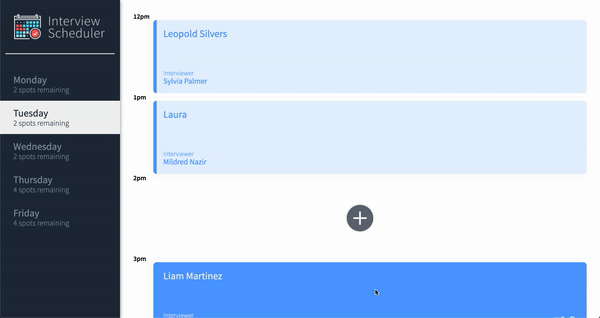 Interview
Scheduler
Monday
2 spots remaining
Tuesday
2 spots remaining
Wednesday
2 spots remaining
Thursday
4 spots remaining
Friday
4 spots remaining
12pm
Leopold Silvers
Interviewer
Sylvia Palmer
1pm
Laura
Interviewer
Mildred Nazir
2pm
3pm
Liam Martinez
Interviewer